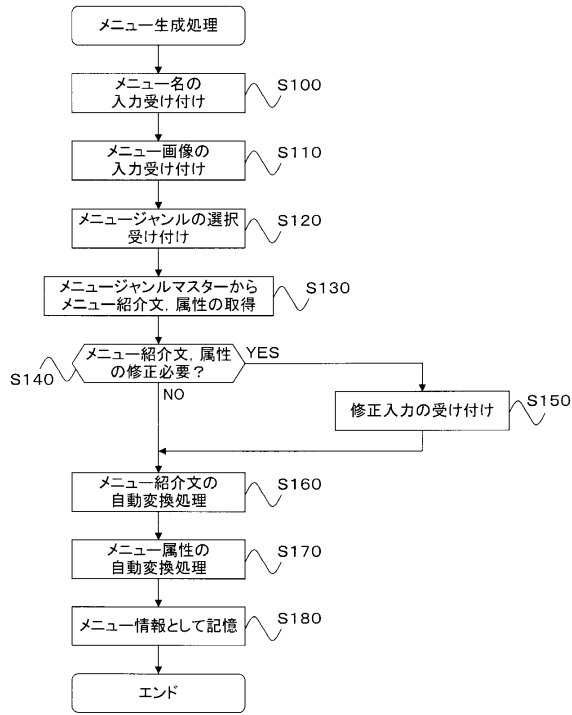 メニュー生成処理
メニュー名の
入力受け付け
S100
メニュー画像の
入力受け付け
S110
メニュージャンルの選択
受け付け
S120
メニュージャンルマスターから
メニュー紹介文，属性の取得
S130
メニュー紹介文，属性
の修正必要？
S140
YES
NO
修正入力の受け付け
S150
メニュー紹介文の
自動変換処理
S160
メニュー属性の
自動変換処理
S170
メニュー情報として記憶
S180
エンド